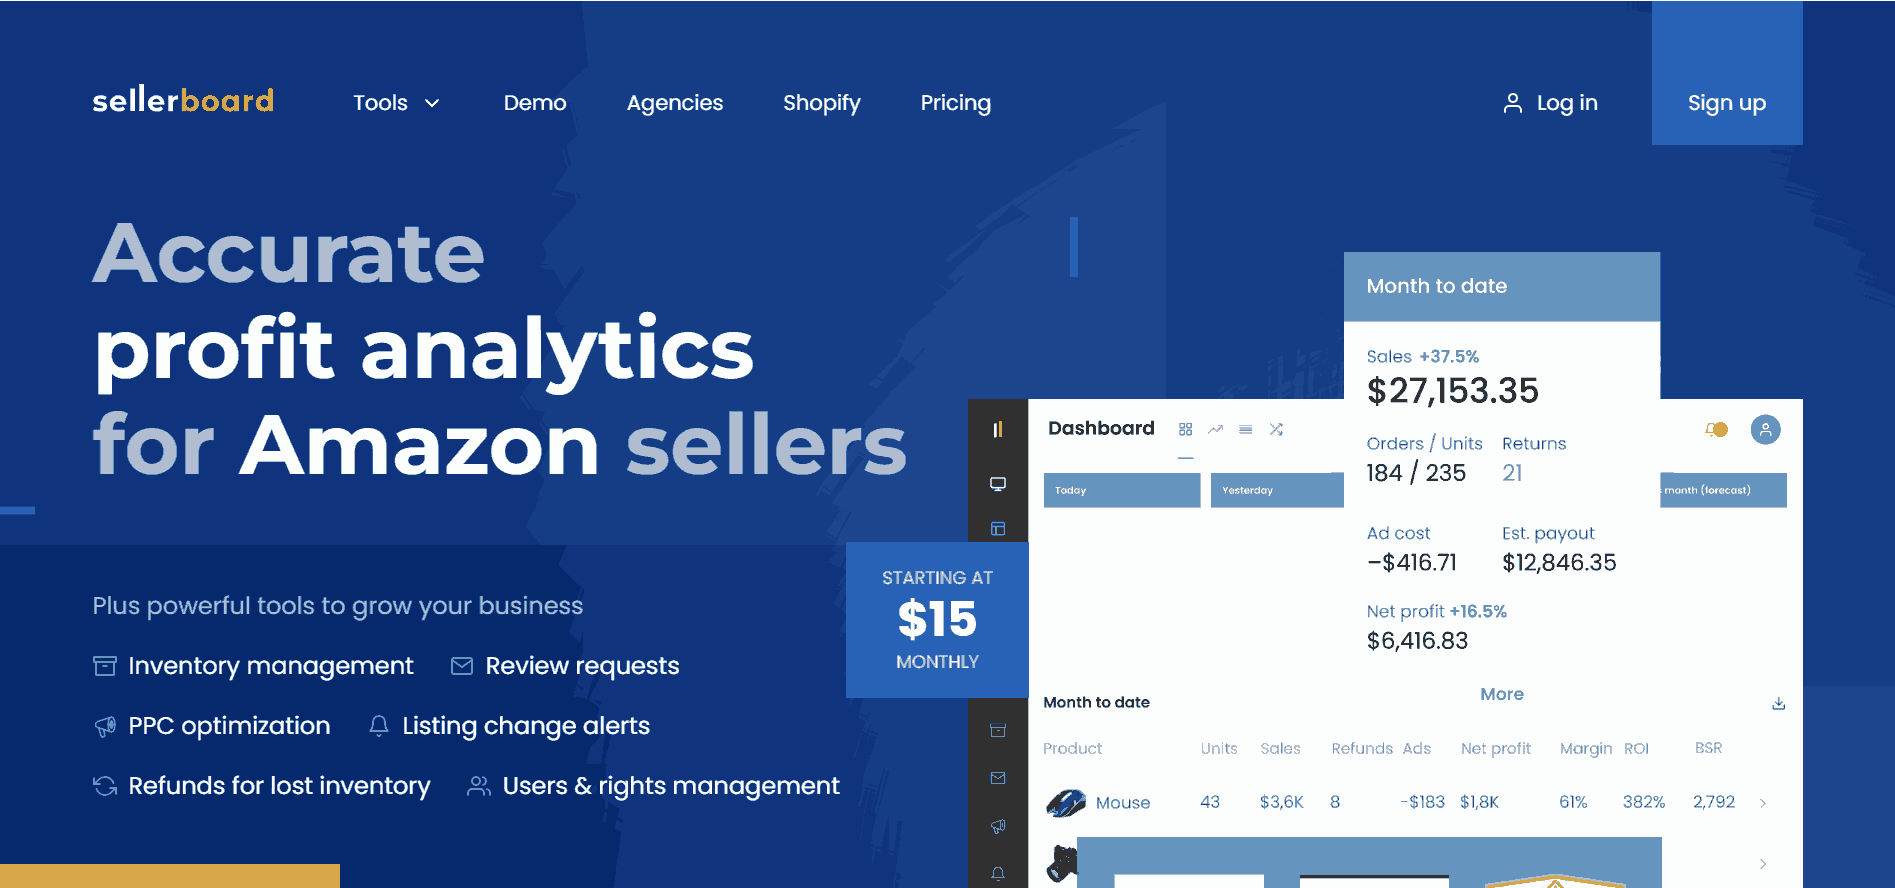 sellerboard
Tools Demo Agencies Shopify Pricing
Log in Sign up
Accurate
profit analytics
for Amazon sellers
Plus powerful tools to grow your business
Inventory management Review requests
PPC optimization Listing change alerts
Refunds for lost inventory Users & rights management
STARTING AT
$15
MONTHLY
Dashboard
Today Yesterday month (forecast)
Month to date
Sales +37.5%
$27,153.35
Orders / Units Returns
184 / 235 21
Ad cost Est. payout
-$416.71 $12,846.35
Net profit +16.5%
$6,416.83
More
Month to date
Product Units Sales Refunds Ads Net profit Margin ROI BSR
Mouse 43 $3,6K 8 -$183 $1,8K 61% 382% 2,792